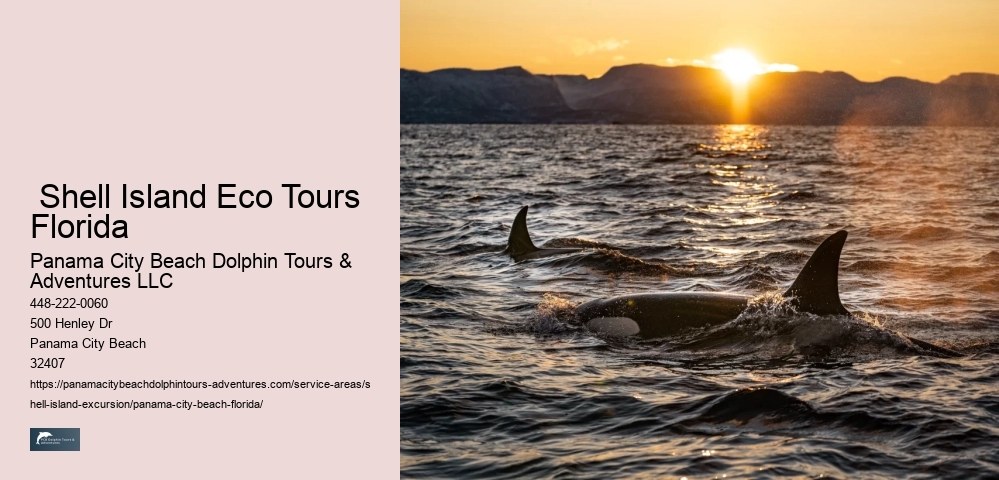 Shell Island Eco Tours
Florida
Panama City Beach Dolphin Tours &
Adventures LLC
448-222-0060
500 Henley Dr
Panama City Beach
32407
https://panamacitybeachdolphintours-adventures.com/service-areas/s
hell-island-excursion/panama-city-beach-florida/